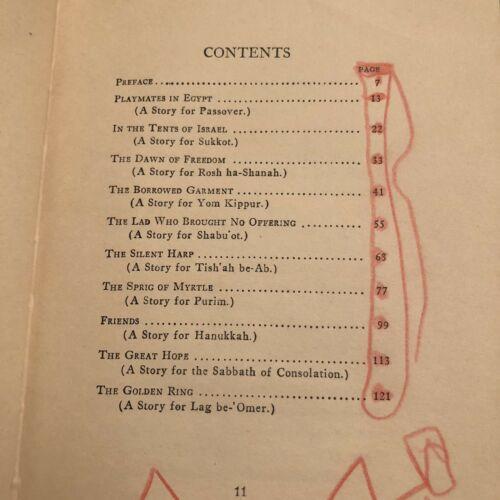 CONTENTS
PAGE
PREFACE........................................ 7
PLAYMATES IN EGYPT ........................... 13
(A Story for Passover.)
IN THE TENTS OF ISRAEL ........................ 22
(A Story for Sukkot.)
THE DAWN OF FREEDOM ......................... 33
(A Story for Rosh ha-Shanah.)
THE BORROWED GARMENT ....................... 41
(A Story for Yom Kippur.)
THE LAD WHO BROUGHT NO OFFERING ............ 55
(A Story for Shabu'ot.)
THE SILENT HARP .............................. 63
(A Story for Tish'ah be-Ab.)
THE SPRIG OF MYRTLE .......................... 77
(A Story for Purim.)
FRIENDS ........................................ 99
(A Story for Hanukkah.)
THE GREAT HOPE ............................... 113
(A Story for the Sabbath of Consolation.)
THE GOLDEN RING .............................. 121
(A Story for Lag be-'Omer.)
11